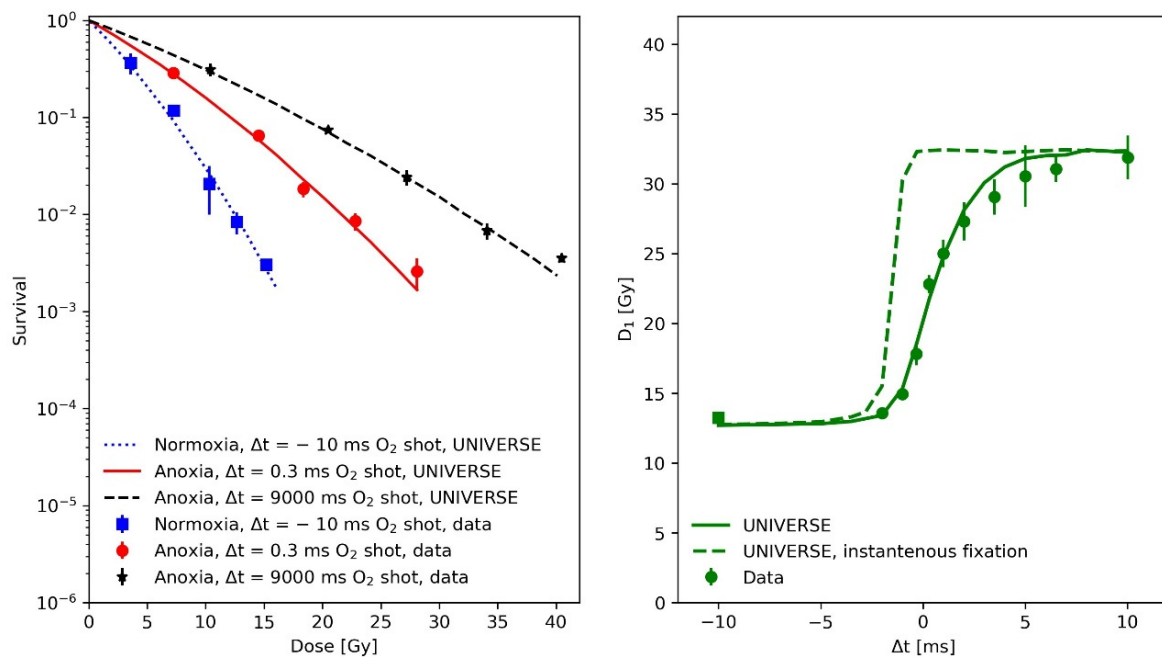 10⁰
10⁻¹
10⁻²
10⁻³
10⁻⁴
10⁻⁵
10⁻⁶
Survival
Normoxia, Δt = − 10 ms O₂ shot, UNIVERSE
Anoxia, Δt = 0.3 ms O₂ shot, UNIVERSE
Anoxia, Δt = 9000 ms O₂ shot, UNIVERSE
Normoxia, Δt = − 10 ms O₂ shot, data
Anoxia, Δt = 0.3 ms O₂ shot, data
Anoxia, Δt = 9000 ms O₂ shot, data
0 5 10 15 20 25 30 35 40
Dose [Gy]
40
35
30
25
20
15
10
5
0
D₁ [Gy]
UNIVERSE
UNIVERSE, instantenous fixation
Data
−10 −5 0 5 10
Δt [ms]